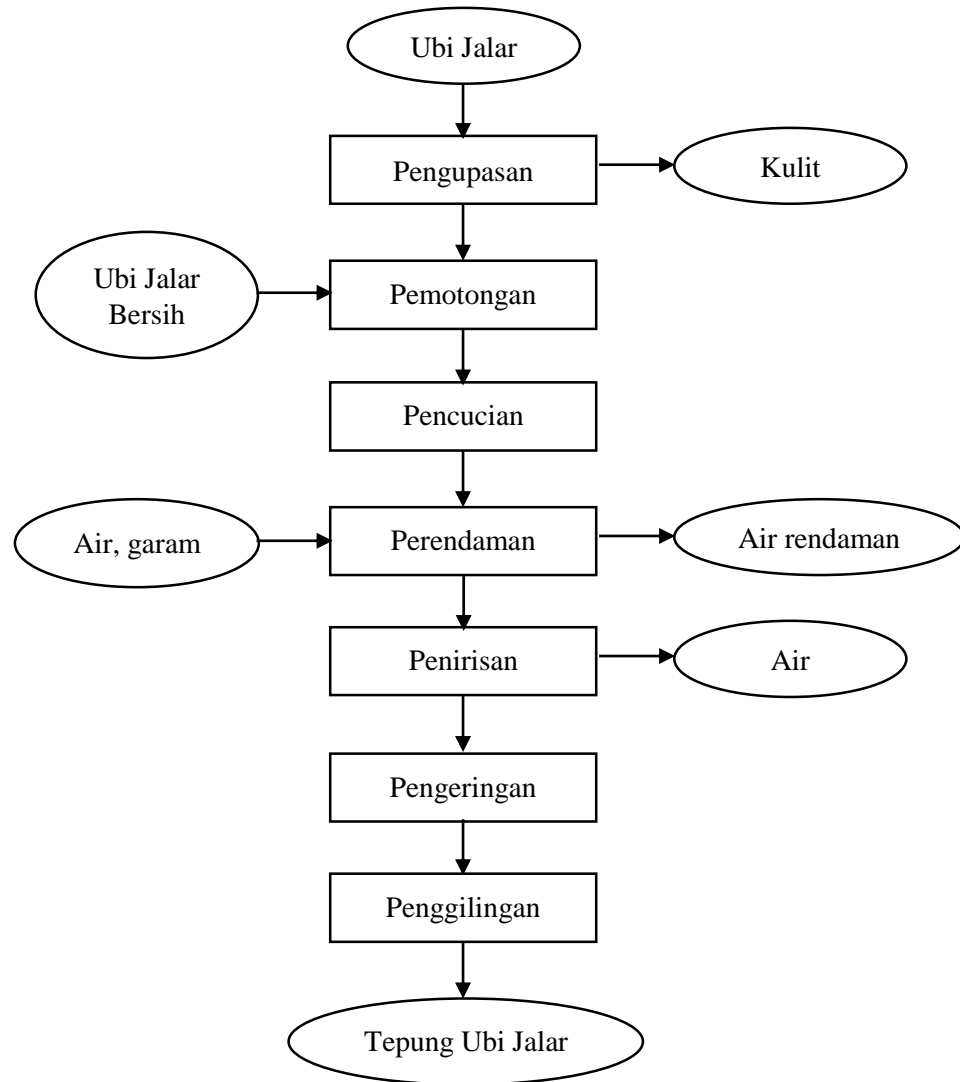 Ubi Jalar
Pengupasan
Kulit
Ubi Jalar
Bersih
Pemotongan
Pencucian
Air, garam
Perendaman
Air rendaman
Penirisan
Air
Pengeringan
Penggilingan
Tepung Ubi Jalar